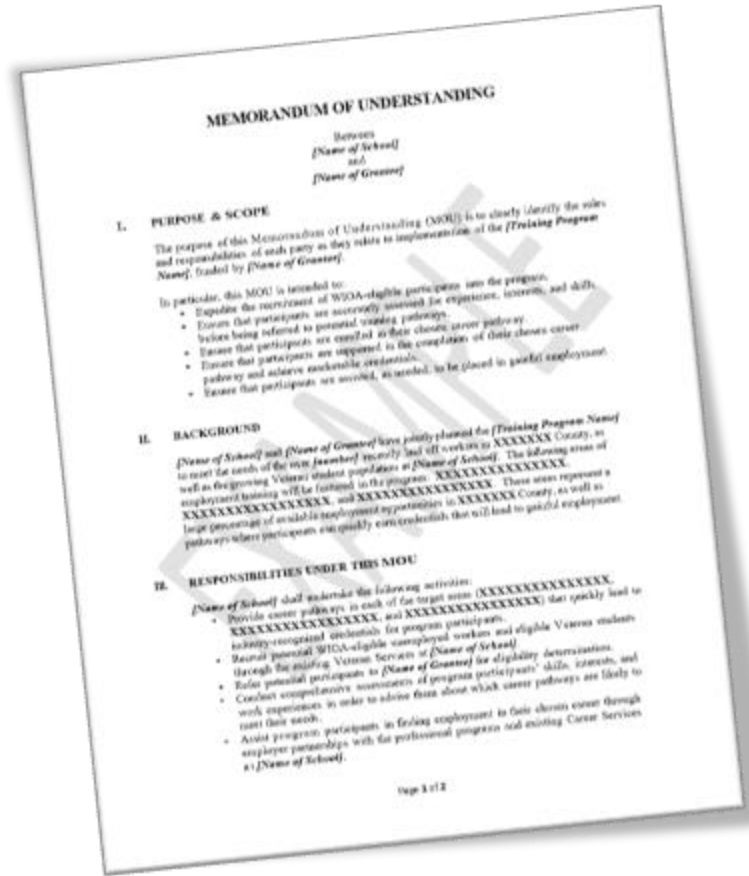 MEMORANDUM OF UNDERSTANDING
Between
[Name of School]
and
[Name of Grantee]
I. PURPOSE & SCOPE
The purpose of this Memorandum of Understanding (MOU) is to clearly identify the roles
and responsibilities of each party as they relate to implementation of the [Training Program
Name], funded by [Name of Grantor].
In particular, this MOU is intended to:
• Expedite the recruitment of WIOA-eligible participants into the program.
• Ensure that participants are accurately assessed for experience, interests, and skills,
before being referred to potential training pathways.
• Ensure that participants are enrolled in their chosen career pathway.
• Ensure that participants are supported in the completion of their chosen career
pathway and achieve marketable credentials.
• Ensure that participants are assisted, as needed, to be placed in gainful employment.
II. BACKGROUND
[Name of School] and [Name of Grantee] have jointly planned the [Training Program Name]
to meet the needs of the over [number] recently laid off workers in XXXXXXX County, as
well as the growing Veteran student population at [Name of School]. The following areas of
employment training will be featured in the program: XXXXXXXXXXXXXXX,
XXXXXXXXXXXXXXXXX, and XXXXXXXXXXXXXXXX. These areas represent a
large percentage of available employment opportunities in XXXXXXXX County, as well as
pathways where participants can quickly earn credentials that will lead to gainful employment.
III. RESPONSIBILITIES UNDER THIS MOU
[Name of School] shall undertake the following activities:
• Provide career pathways in each of the target areas (XXXXXXXXXXXXXXX,
XXXXXXXXXXXXXXXXX, and XXXXXXXXXXXXXXXX) that quickly lead to
industry-recognized credentials for program participants.
• Recruit potential WIOA-eligible unemployed workers and eligible Veteran students
through the existing Veteran Services at [Name of School].
• Refer potential participants to [Name of Grantee] for eligibility determination.
• Conduct comprehensive assessments of program participants' skills, interests, and
work experiences in order to advise them about which career pathways are likely to
meet their needs.
• Assist program participants in finding employment in their chosen career through
employer partnerships with the professional programs and existing Career Services
at [Name of School].
Page 1 of 2
EXAMPLE